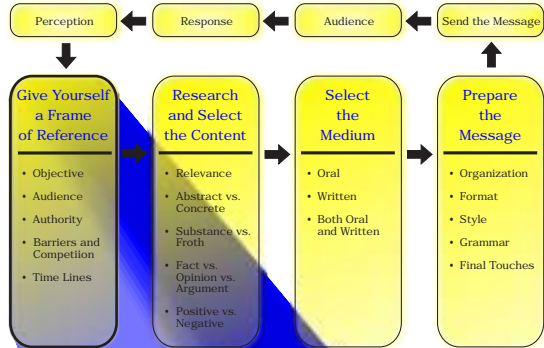 Perception
Response
Audience
Send the Message
Give Yourself
a Frame
of Reference
• Objective
• Audience
• Authority
• Barriers and
Competiion
• Time Lines
Research
and Select
the Content
• Relevance
• Abstract vs.
Concrete
• Substance vs.
Froth
• Fact vs.
Opinion vs.
Argument
• Positive vs.
Negative
Select
the
Medium
• Oral
• Written
• Both Oral
and Written
Prepare
the
Message
• Organization
• Format
• Style
• Grammar
• Final Touches